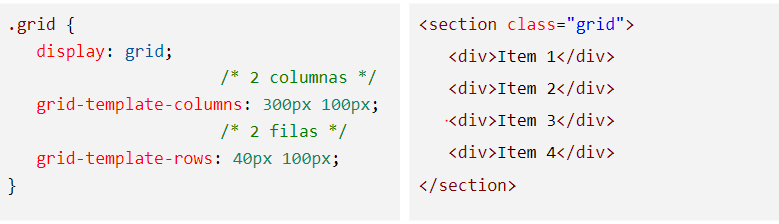 .grid {
display: grid;
/* 2 columnas */
grid-template-columns: 300px 100px;
/* 2 filas */
grid-template-rows: 40px 100px;
}
<section class="grid">
<div>Item 1</div>
<div>Item 2</div>
<div>Item 3</div>
<div>Item 4</div>
</section>